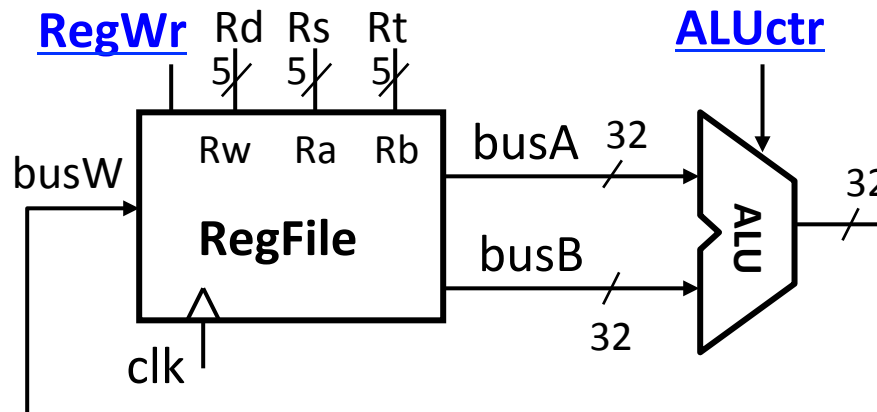 RegWr Rd Rs Rt ALUctr
5 5 5
Rw Ra Rb
busA 32
busW
32
RegFile
ALU
busB
32
clk